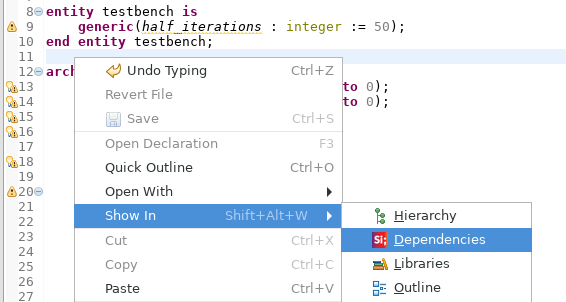 8 entity testbench is
9 generic(half_iterations : integer := 50);
10 end entity testbench;
11
12 arch
13 to 0);
14 to 0);
15
16
17
18
19
20
21
22
23
24
25
26
27
Undo Typing Ctrl+Z
Revert File
Save Ctrl+S
Open Declaration F3
Quick Outline Ctrl+O
Open With
Show In Shift+Alt+W
Cut Ctrl+X
Copy Ctrl+C
Paste Ctrl+V
Hierarchy
Si: Dependencies
Libraries
Outline